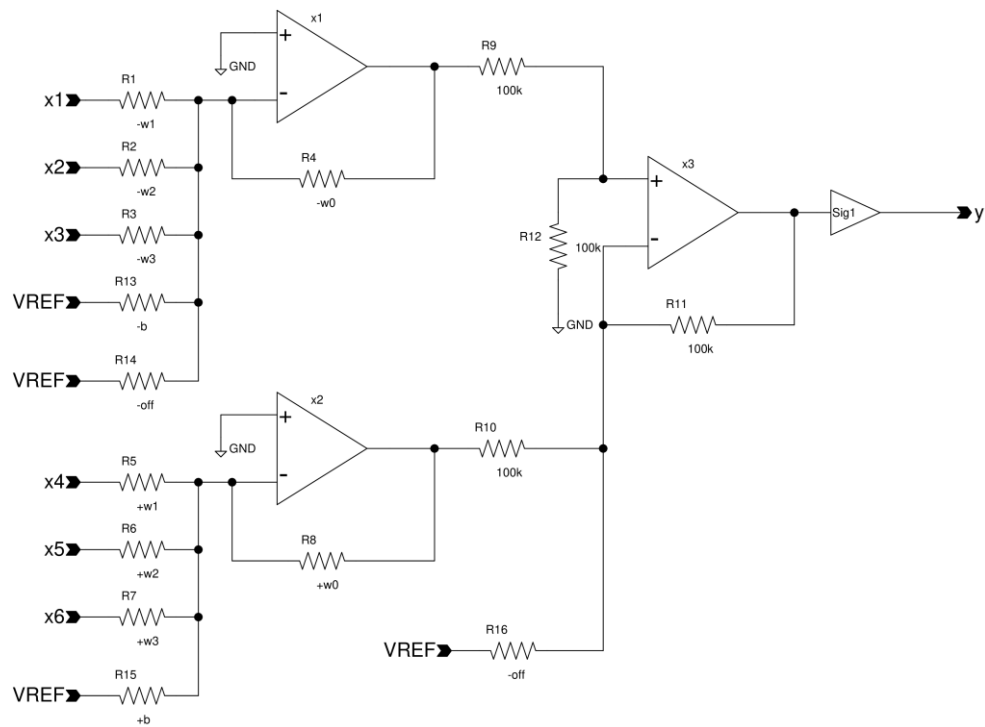 x1
+
GND
-
R9
100k
x1
R1
-w1
x2
R2
-w2
R4
-w0
x3
R3
-w3
VREF
R13
-b
VREF
R14
-off
x3
+
-
R12
100k
GND
Sig1
y
R11
100k
x2
+
GND
-
R10
100k
x4
R5
+w1
x5
R6
+w2
R8
+w0
x6
R7
+w3
VREF
R16
-off
VREF
R15
+b